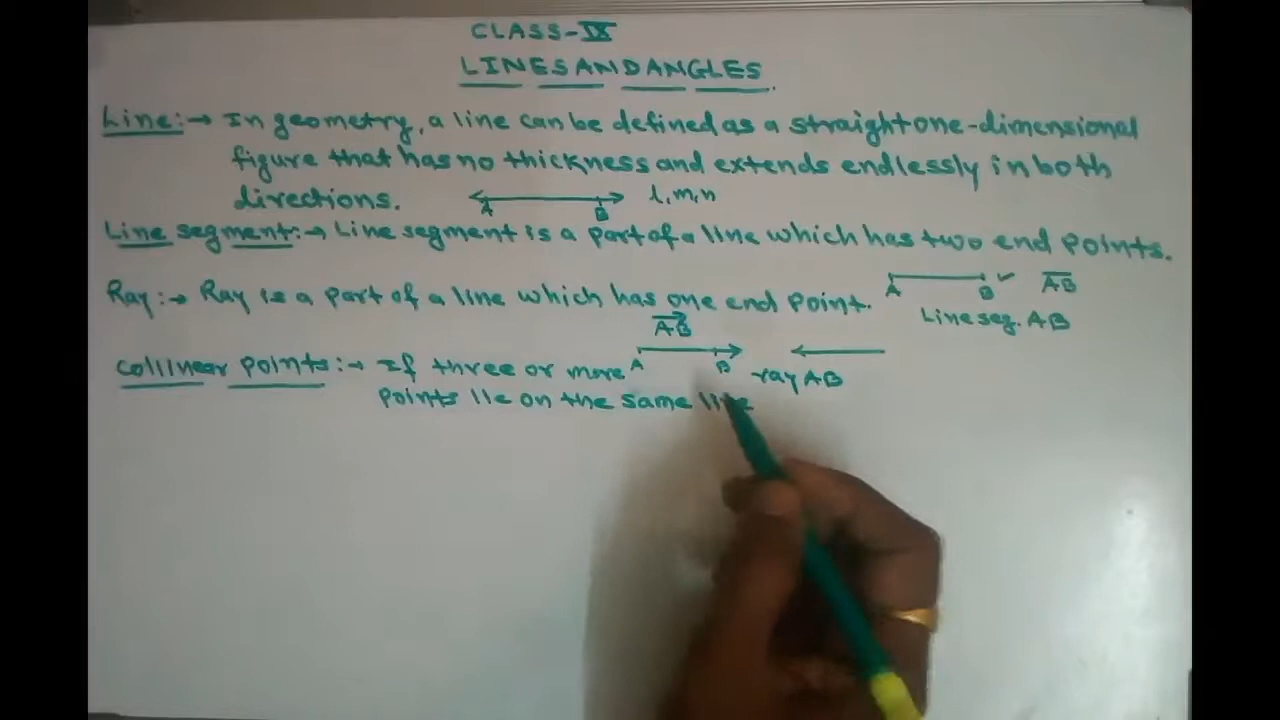 CLASS-IX
LINES AND ANGLES
Line:→ In geometry, a line can be defined as a straight one-dimensional
figure that has no thickness and extends endlessly in both
directions. A B l, m, n
Line segment:→ Line segment is a part of a line which has two end points.
A B ✓ AB
Ray:→ Ray is a part of a line which has one end point.
Line seg. AB
AB
Collinear points:→ If three or more A B ray AB
points lie on the same line